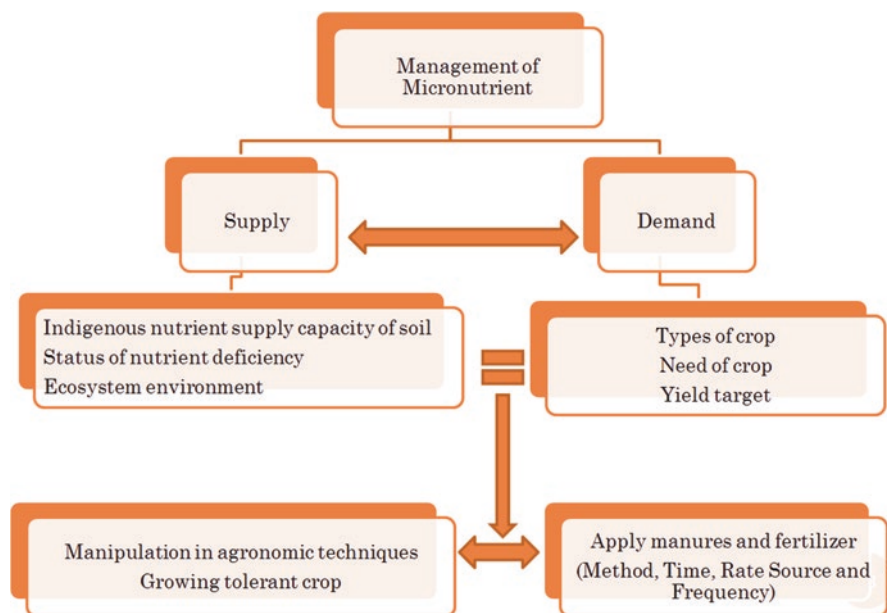 Management of
Micronutrient
Supply
Demand
Indigenous nutrient supply capacity of soil
Status of nutrient deficiency
Ecosystem environment
Types of crop
Need of crop
Yield target
Manipulation in agronomic techniques
Growing tolerant crop
Apply manures and fertilizer
(Method, Time, Rate Source and
Frequency)